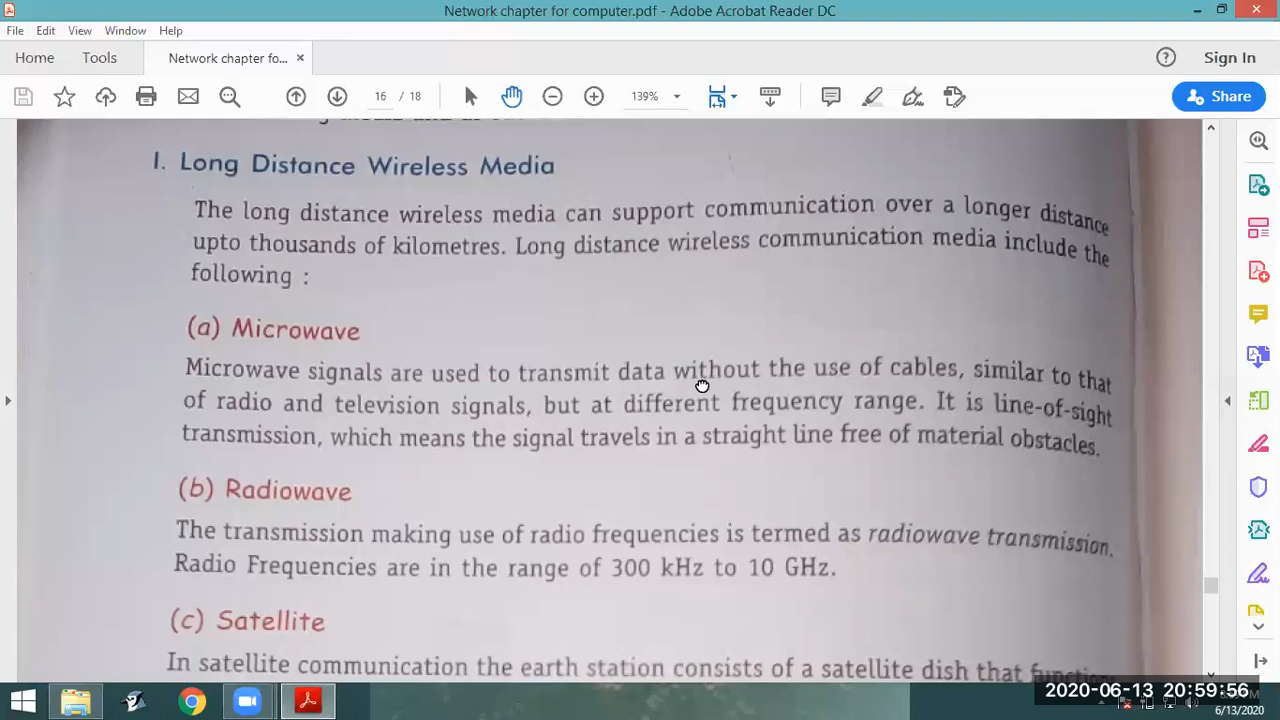 Network chapter for computer.pdf - Adobe Acrobat Reader DC
File Edit View Window Help
Home Tools Network chapter fo... × Sign In
16 / 18 139% Share
I. Long Distance Wireless Media
The long distance wireless media can support communication over a longer distance
upto thousands of kilometres. Long distance wireless communication media include the
following :
(a) Microwave
Microwave signals are used to transmit data without the use of cables, similar to that
of radio and television signals, but at different frequency range. It is line-of-sight
transmission, which means the signal travels in a straight line free of material obstacles.
(b) Radiowave
The transmission making use of radio frequencies is termed as radiowave transmission.
Radio Frequencies are in the range of 300 kHz to 10 GHz.
(c) Satellite
In satellite communication the earth station consists of a satellite dish that
2020-06-13 20:59:56
6/13/2020